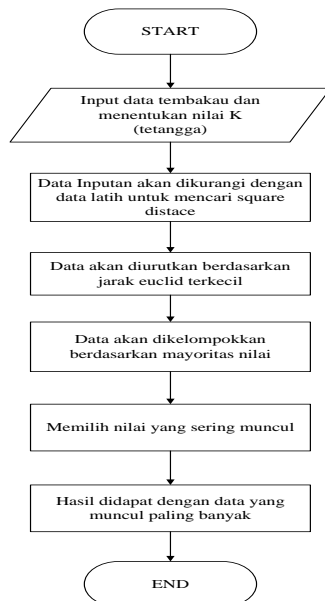 START
Input data tembakau dan
menentukan nilai K
(tetangga)
Data Inputan akan dikurangi dengan
data latih untuk mencari square
distace
Data akan diurutkan berdasarkan
jarak euclid terkecil
Data akan dikelompokkan
berdasarkan mayoritas nilai
Memilih nilai yang sering muncul
Hasil didapat dengan data yang
muncul paling banyak
END